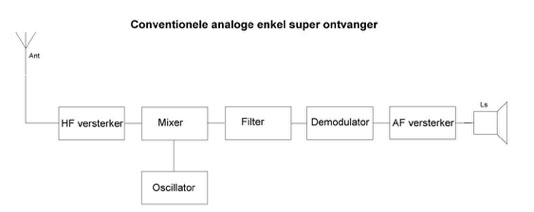 Conventionele analoge enkel super ontvanger
Ant
Ls
HF versterker
Mixer
Filter
Demodulator
AF versterker
Oscillator